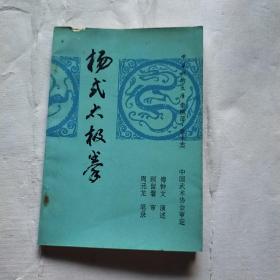 杨式太极拳
傅钟文 演述
顾留馨 审
周元龙 笔录
中国武术协会审定